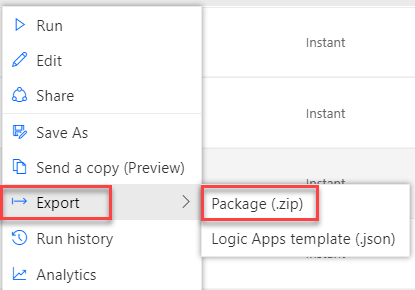 Run
Instant
Edit
Share
Instant
Save As
Send a copy (Preview)
Export
Package (.zip)
Run history
Logic Apps template (.json)
Analytics